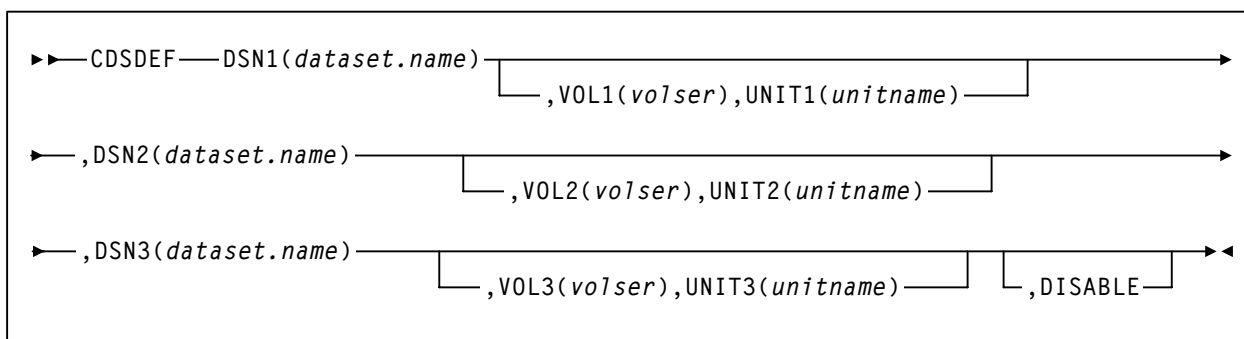 CDSDEF DSN1(dataset.name)
,VOL1(volser),UNIT1(unitname)
,DSN2(dataset.name)
,VOL2(volser),UNIT2(unitname)
,DSN3(dataset.name)
,VOL3(volser),UNIT3(unitname) ,DISABLE